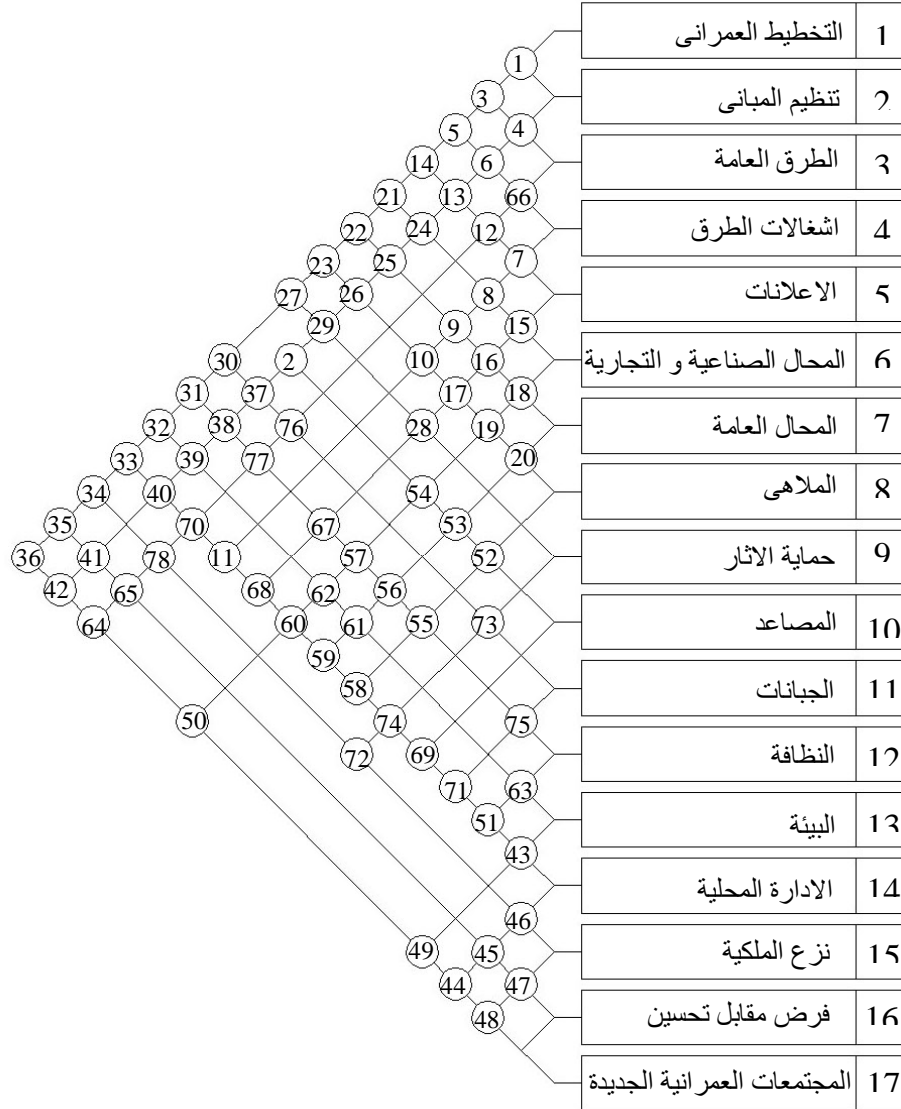 1 التخطيط العمرانى
2 تنظيم المبانى
3 الطرق العامة
4 اشغالات الطرق
5 الاعلانات
6 المحال الصناعية و التجارية
7 المحال العامة
8 الملاهى
9 حماية الاثار
10 المصاعد
11 الجبانات
12 النظافة
13 البيئة
14 الادارة المحلية
15 نزع الملكية
16 فرض مقابل تحسين
17 المجتمعات العمرانية الجديدة
1
3
5 4
14 6
21 13 66
22 24 12
23 25 7
27 26 8
29 9 15
30 2 10 16
31 37 17 18
32 38 76 28 19
33 39 77 20
34 40 54
35 70 67 53
36 41 78 11 57 52
42 65 68 62 56
64 60 61 55 73
59
58
50 74 75
72 69
71 63
51
43
46
49 45
44 47
48